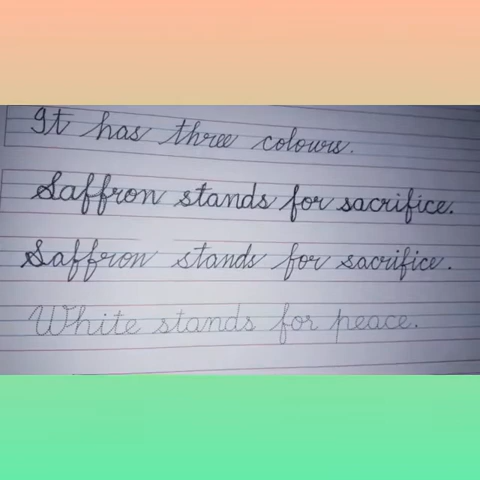 It has three colours.
Saffron stands for sacrifice.
Saffron stands for sacrifice.
White stands for peace.